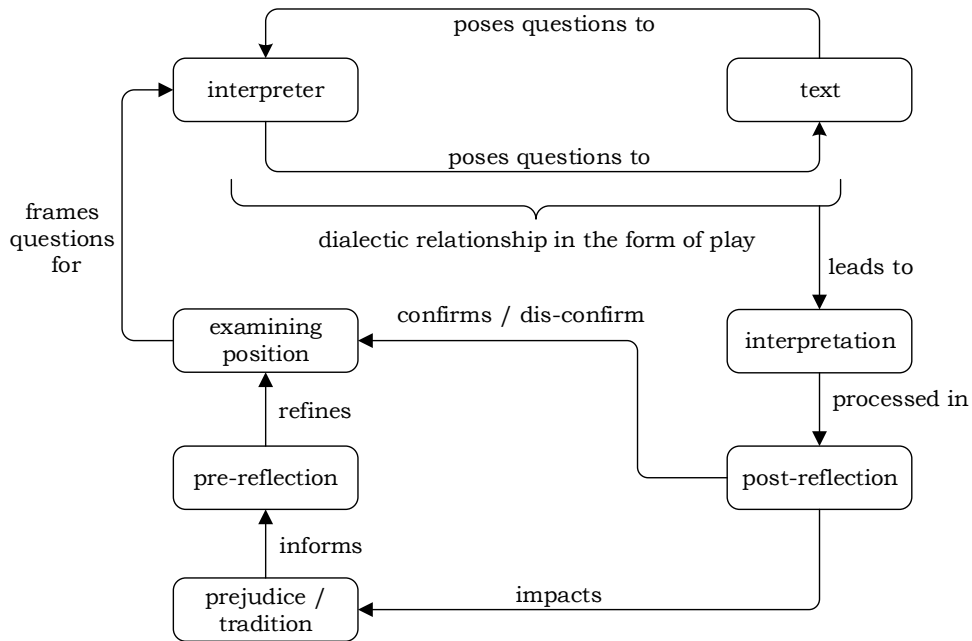 poses questions to
interpreter
text
poses questions to
frames
questions
for
dialectic relationship in the form of play
leads to
examining
position
confirms / dis-confirm
interpretation
refines
processed in
pre-reflection
post-reflection
informs
prejudice /
tradition
impacts